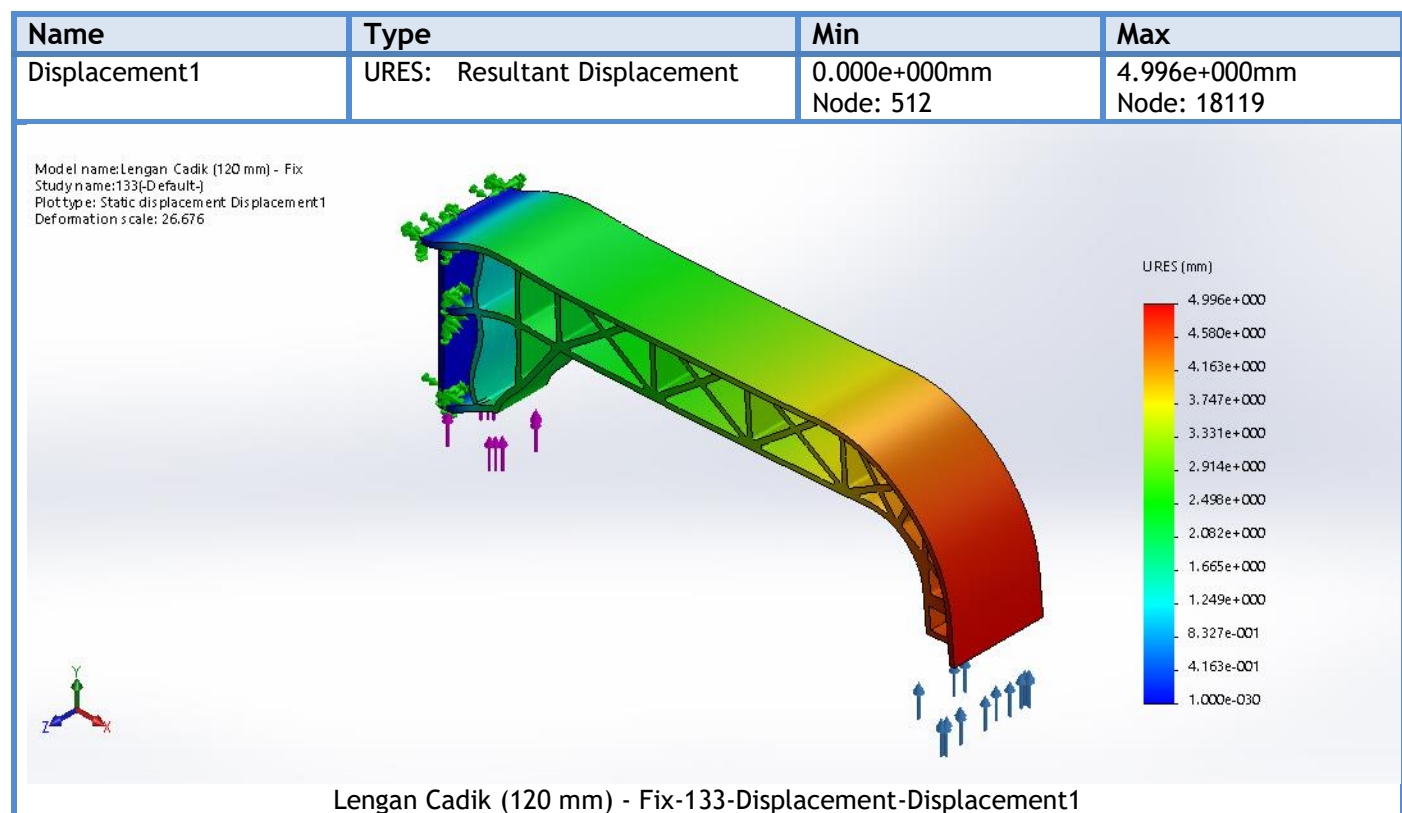 Name Type Min Max
Displacement1 URES: Resultant Displacement 0.000e+000mm 4.996e+000mm
Node: 512 Node: 18119
Model name:Lengan Cadik (120 mm) - Fix
Study name:133(-Default-)
Plot type: Static displacement Displacement1
Deformation scale: 26.676
URES (mm)
4.996e+000
4.580e+000
4.163e+000
3.747e+000
3.331e+000
2.914e+000
2.498e+000
2.082e+000
1.665e+000
1.249e+000
8.327e-001
4.163e-001
1.000e-030
Y
Z X
Lengan Cadik (120 mm) - Fix-133-Displacement-Displacement1